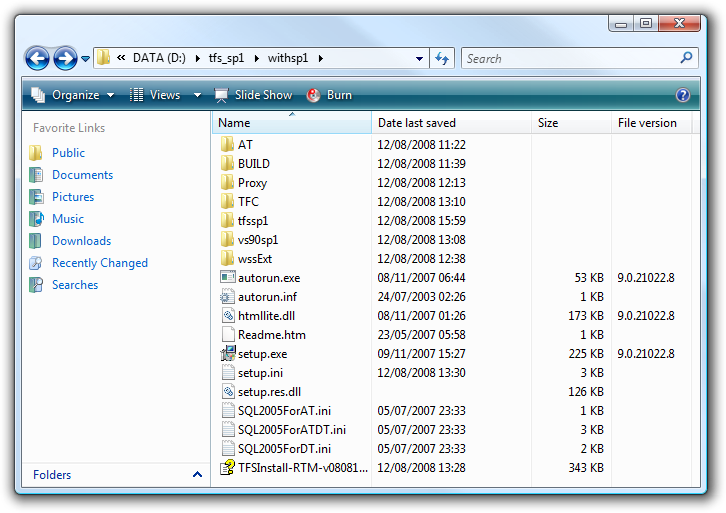 « DATA (D:) ▸ tfs_sp1 ▸ withsp1 ▸ Search
Organize Views Slide Show Burn
Favorite Links
Public
Documents
Pictures
Music
Downloads
Recently Changed
Searches
Folders
Name Date last saved Size File version
AT 12/08/2008 11:22
BUILD 12/08/2008 11:39
Proxy 12/08/2008 12:13
TFC 12/08/2008 13:10
tfssp1 12/08/2008 15:59
vs90sp1 12/08/2008 13:08
wssExt 12/08/2008 12:38
autorun.exe 08/11/2007 06:44 53 KB 9.0.21022.8
autorun.inf 24/07/2003 02:26 1 KB
htmllite.dll 08/11/2007 01:26 173 KB 9.0.21022.8
Readme.htm 23/05/2007 05:58 1 KB
setup.exe 09/11/2007 15:27 225 KB 9.0.21022.8
setup.ini 12/08/2008 13:30 3 KB
setup.res.dll 126 KB
SQL2005ForAT.ini 05/07/2007 23:33 1 KB
SQL2005ForATDT.ini 05/07/2007 23:33 3 KB
SQL2005ForDT.ini 05/07/2007 23:33 2 KB
TFSInstall-RTM-v08081... 12/08/2008 13:28 343 KB